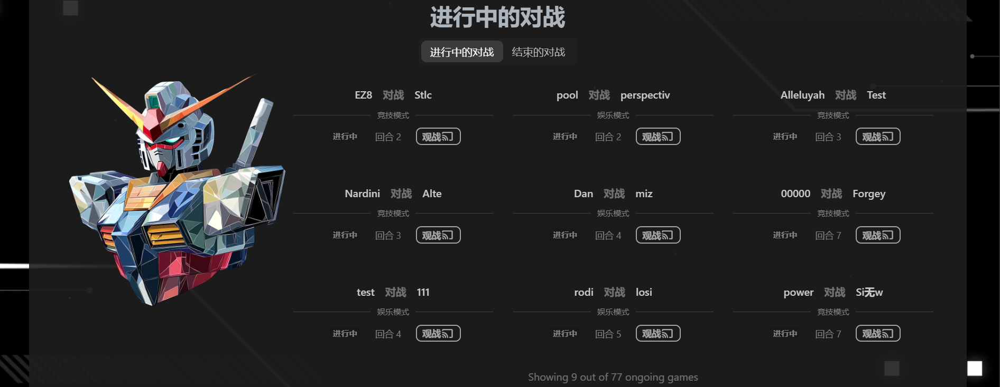 进行中的对战
进行中的对战 结束的对战
EZ8 对战 Stlc
竞技模式
进行中 回合 2 观战
pool 对战 perspectiv
娱乐模式
进行中 回合 2 观战
Alleluyah 对战 Test
竞技模式
进行中 回合 3 观战
Nardini 对战 Alte
竞技模式
进行中 回合 3 观战
Dan 对战 miz
娱乐模式
进行中 回合 4 观战
00000 对战 Forgey
竞技模式
进行中 回合 7 观战
test 对战 111
娱乐模式
进行中 回合 4 观战
rodi 对战 losi
娱乐模式
进行中 回合 5 观战
power 对战 Si无w
竞技模式
进行中 回合 7 观战
Showing 9 out of 77 ongoing games